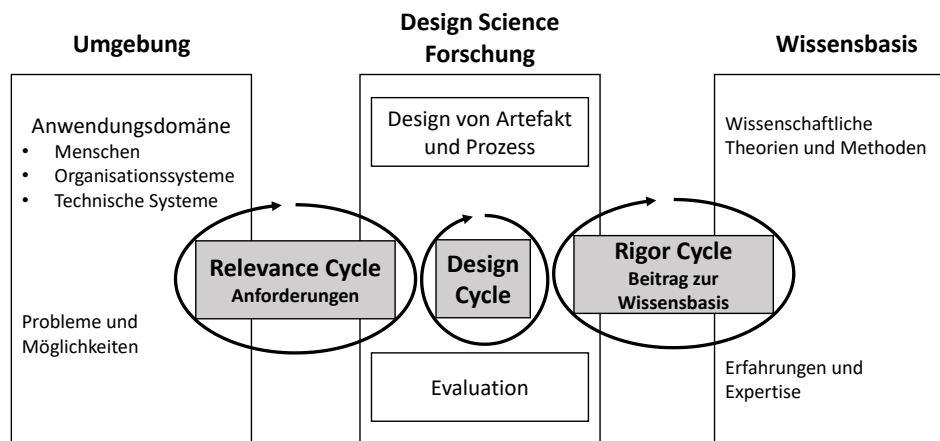 Umgebung
Anwendungsdomäne
• Menschen
• Organisationssysteme
• Technische Systeme
Probleme und
Möglichkeiten
Relevance Cycle
Anforderungen
Design Science
Forschung
Design von Artefakt
und Prozess
Design
Cycle
Evaluation
Rigor Cycle
Beitrag zur
Wissensbasis
Wissensbasis
Wissenschaftliche
Theorien und Methoden
Erfahrungen und
Expertise